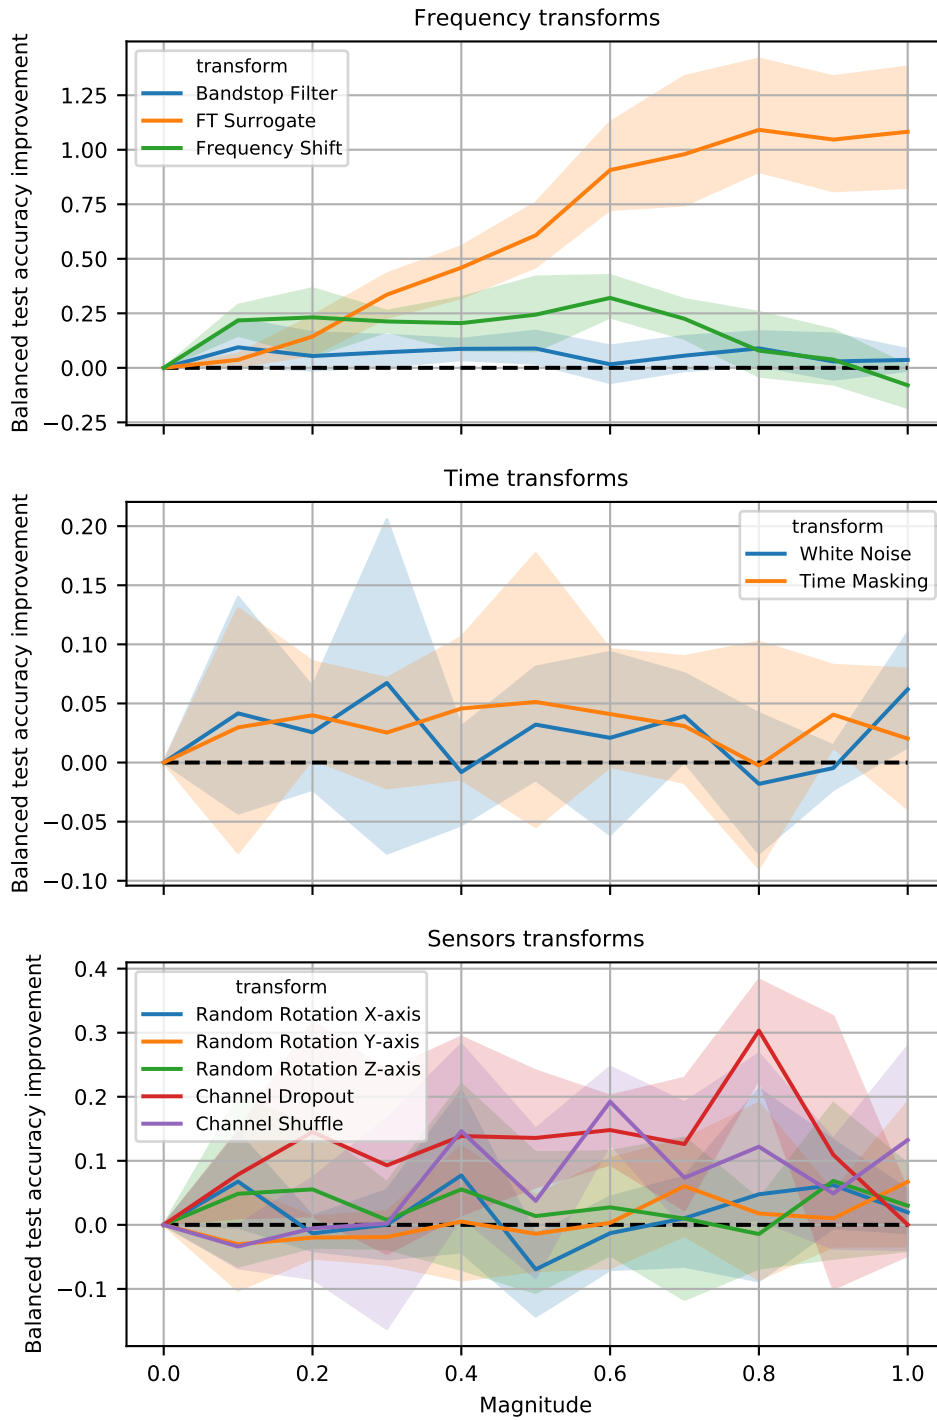 Frequency transforms
Balanced test accuracy improvement
transform
Bandstop Filter
FT Surrogate
Frequency Shift
1.25
1.00
0.75
0.50
0.25
0.00
−0.25
Time transforms
Balanced test accuracy improvement
transform
White Noise
Time Masking
0.20
0.15
0.10
0.05
0.00
−0.05
−0.10
Sensors transforms
Balanced test accuracy improvement
transform
Random Rotation X-axis
Random Rotation Y-axis
Random Rotation Z-axis
Channel Dropout
Channel Shuffle
0.4
0.3
0.2
0.1
0.0
−0.1
0.0 0.2 0.4 0.6 0.8 1.0
Magnitude